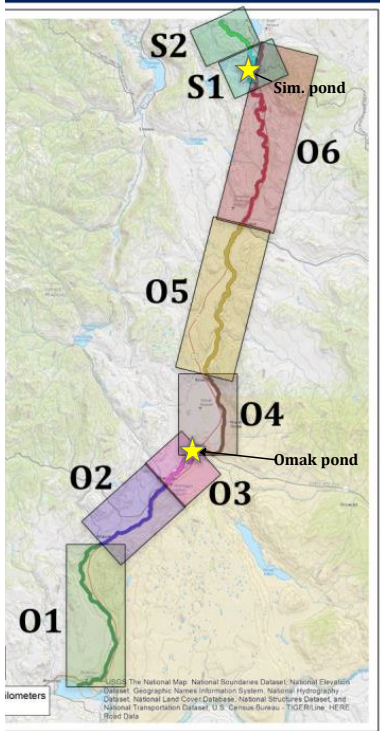 S2
S1
Sim. pond
O6
O5
O4
Omak pond
O2
O3
O1
USGS The National Map: National Boundaries Dataset, National Elevation
Dataset, Geographic Names Information System, National Hydrography
Dataset, National Land Cover Database, National Structures Dataset, and
National Transportation Dataset; U.S. Census Bureau - TIGER/Line; HERE
Road Data
ilometers